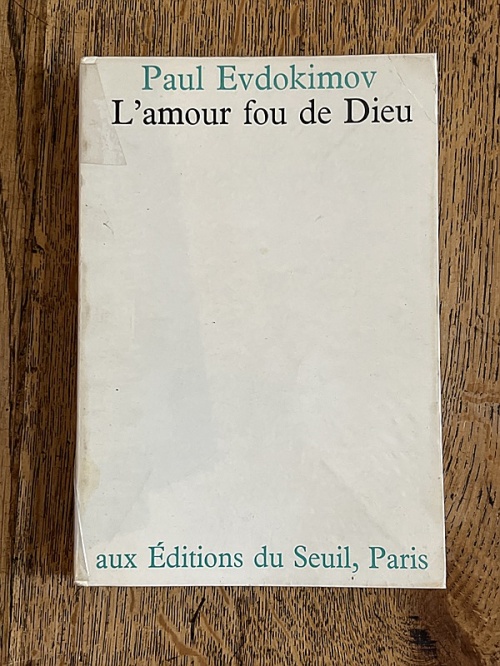 Paul Evdokimov
L'amour fou de Dieu
aux Éditions du Seuil, Paris